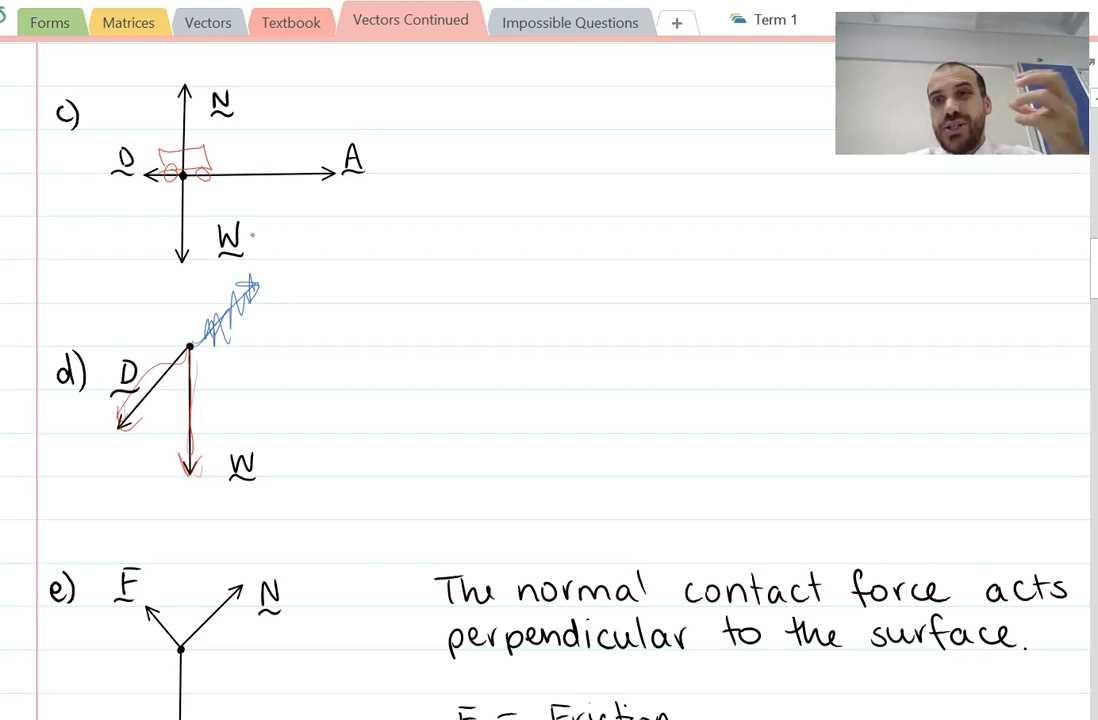 Forms Matrices Vectors Textbook Vectors Continued Impossible Questions + Term 1
c) N
D A
W
d) D
W
e) F N
The normal contact force acts
perpendicular to the surface.
F = Friction